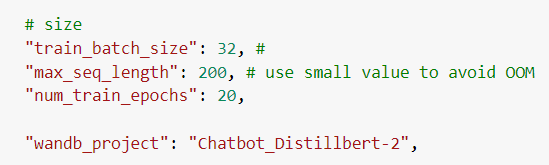 # size
"train_batch_size": 32, #
"max_seq_length": 200, # use small value to avoid OOM
"num_train_epochs": 20,
"wandb_project": "Chatbot_Distillbert-2",